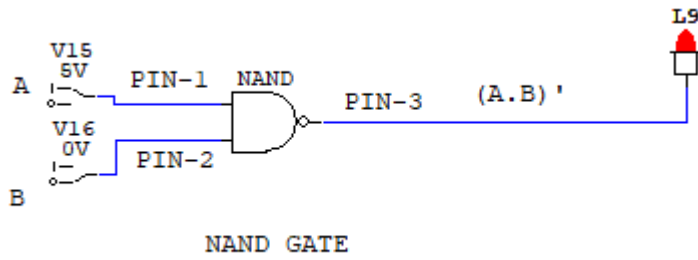 L9
V15
5V
A
PIN-1
NAND
PIN-3
(A.B)'
V16
0V
PIN-2
B
NAND GATE